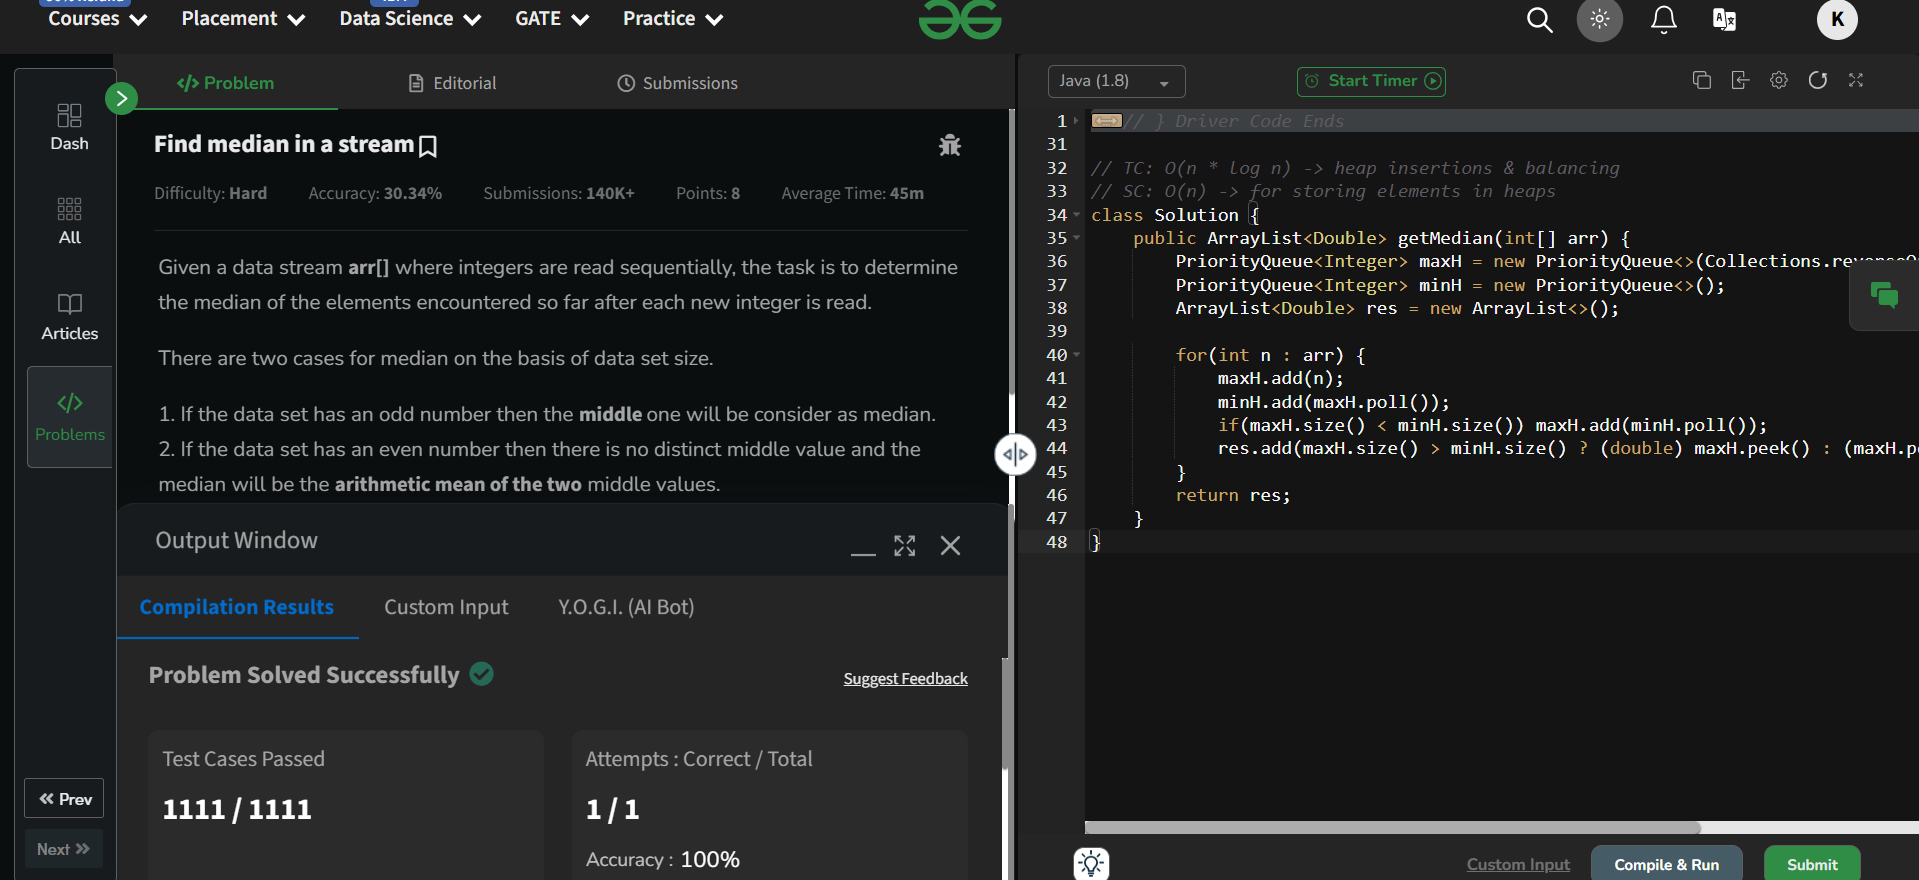 Courses
Placement
Data Science
GATE
Practice
K
Dash
All
Articles
Problems
Prev
Next
Problem
Editorial
Submissions
Find median in a stream
Difficulty: Hard Accuracy: 30.34% Submissions: 140K+ Points: 8 Average Time: 45m
Given a data stream arr[] where integers are read sequentially, the task is to determine
the median of the elements encountered so far after each new integer is read.
There are two cases for median on the basis of data set size.
1. If the data set has an odd number then the middle one will be consider as median.
2. If the data set has an even number then there is no distinct middle value and the
median will be the arithmetic mean of the two middle values.
Output Window
Compilation Results
Custom Input
Y.O.G.I. (AI Bot)
Problem Solved Successfully
Suggest Feedback
Test Cases Passed
1111 / 1111
Attempts : Correct / Total
1 / 1
Accuracy : 100%
Java (1.8)
Start Timer
1 // } Driver Code Ends
31
32 // TC: O(n * log n) -> heap insertions & balancing
33 // SC: O(n) -> for storing elements in heaps
34 class Solution {
35 public ArrayList<Double> getMedian(int[] arr) {
36 PriorityQueue<Integer> maxH = new PriorityQueue<>(Collections.reverseO
37 PriorityQueue<Integer> minH = new PriorityQueue<>();
38 ArrayList<Double> res = new ArrayList<>();
39
40 for(int n : arr) {
41 maxH.add(n);
42 minH.add(maxH.poll());
43 if(maxH.size() < minH.size()) maxH.add(minH.poll());
44 res.add(maxH.size() > minH.size() ? (double) maxH.peek() : (maxH.p
45 }
46 return res;
47 }
48 }
Custom Input
Compile & Run
Submit